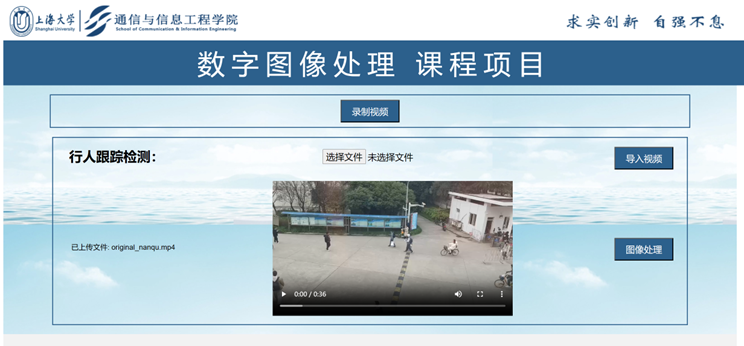 上海大学
Shanghai University
通信与信息工程学院
School of Communication & Information Engineering
求实创新 自强不息
数字图像处理 课程项目
录制视频
行人跟踪检测：
选择文件 未选择文件
导入视频
已上传文件: original_nanqu.mp4
图像处理
0:00 / 0:36